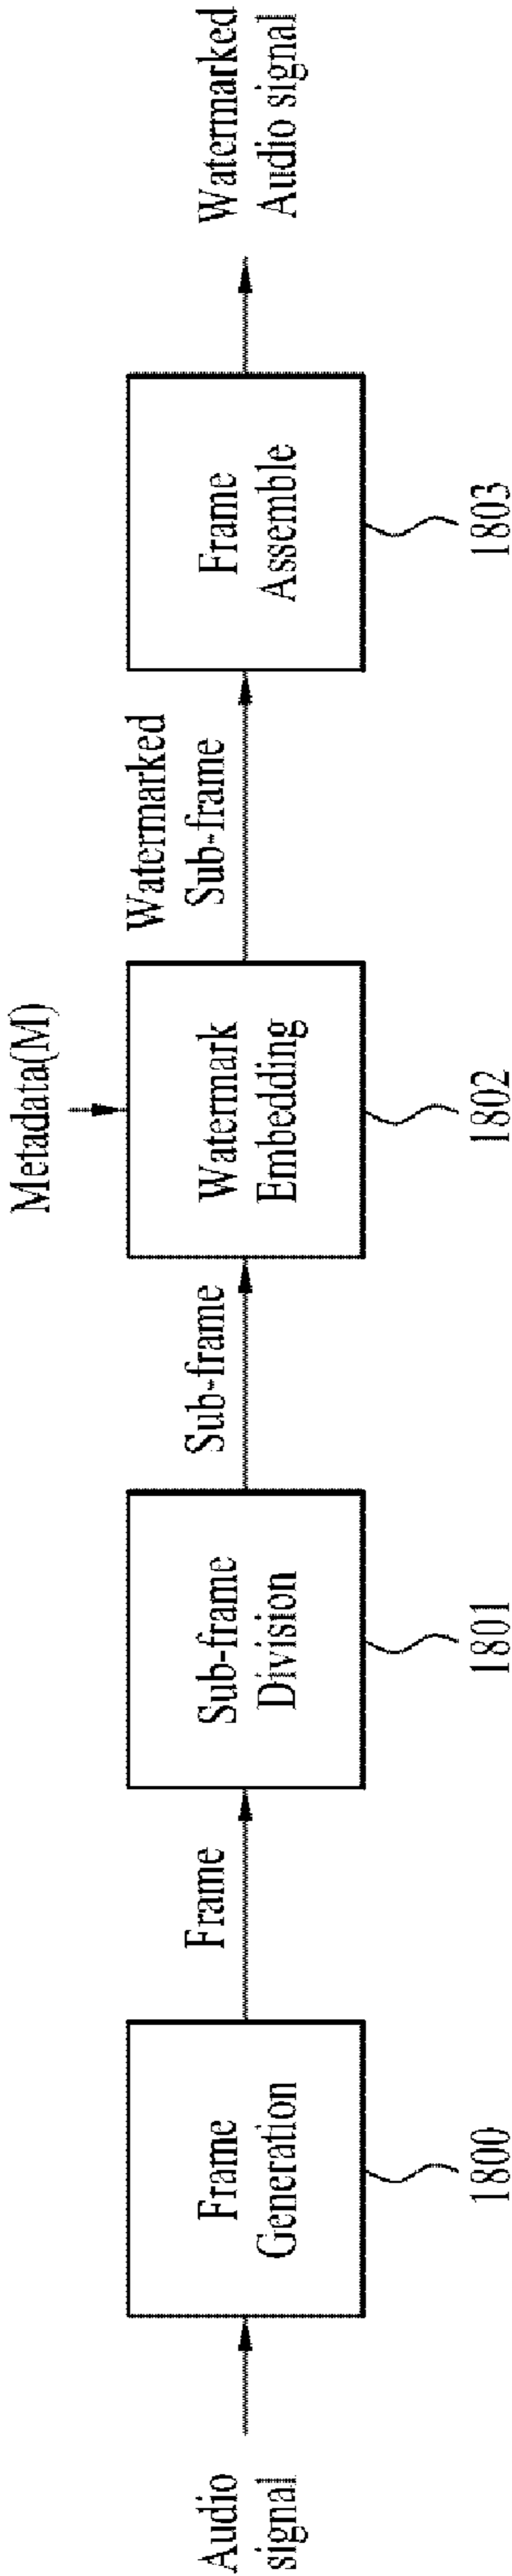 Audio
signal
Frame
Generation
1800
Frame
Sub-frame
Division
1801
Sub-frame
Metadata(M)
Watermark
Embedding
1802
Watermarked
Sub-frame
Frame
Assemble
1803
Watermarked
Audio signal